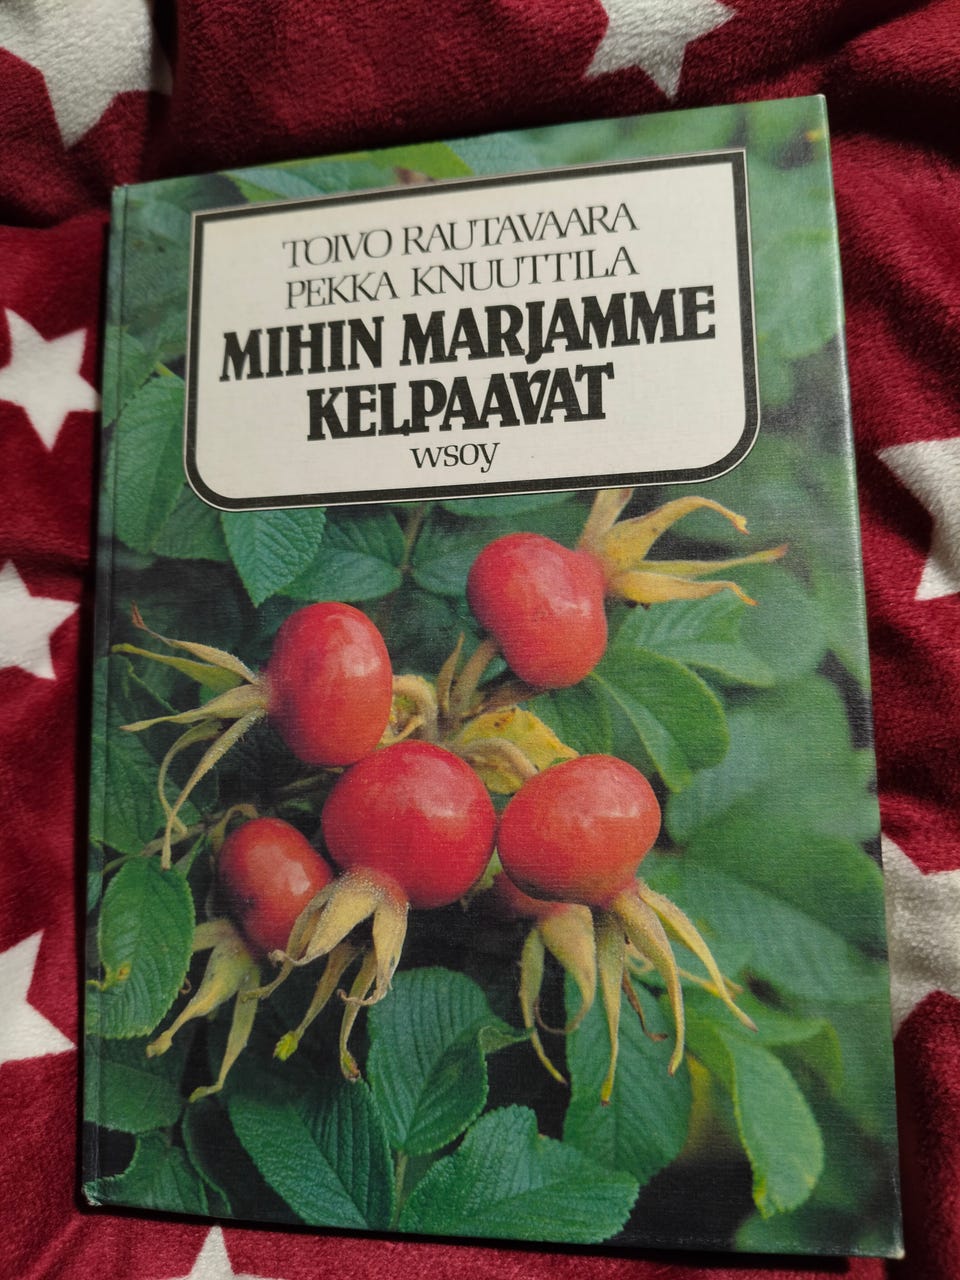 TOIVO RAUTAVAARA
PEKKA KNUUTTILA
MIHIN MARJAMME
KELPAAVAT
wsoy